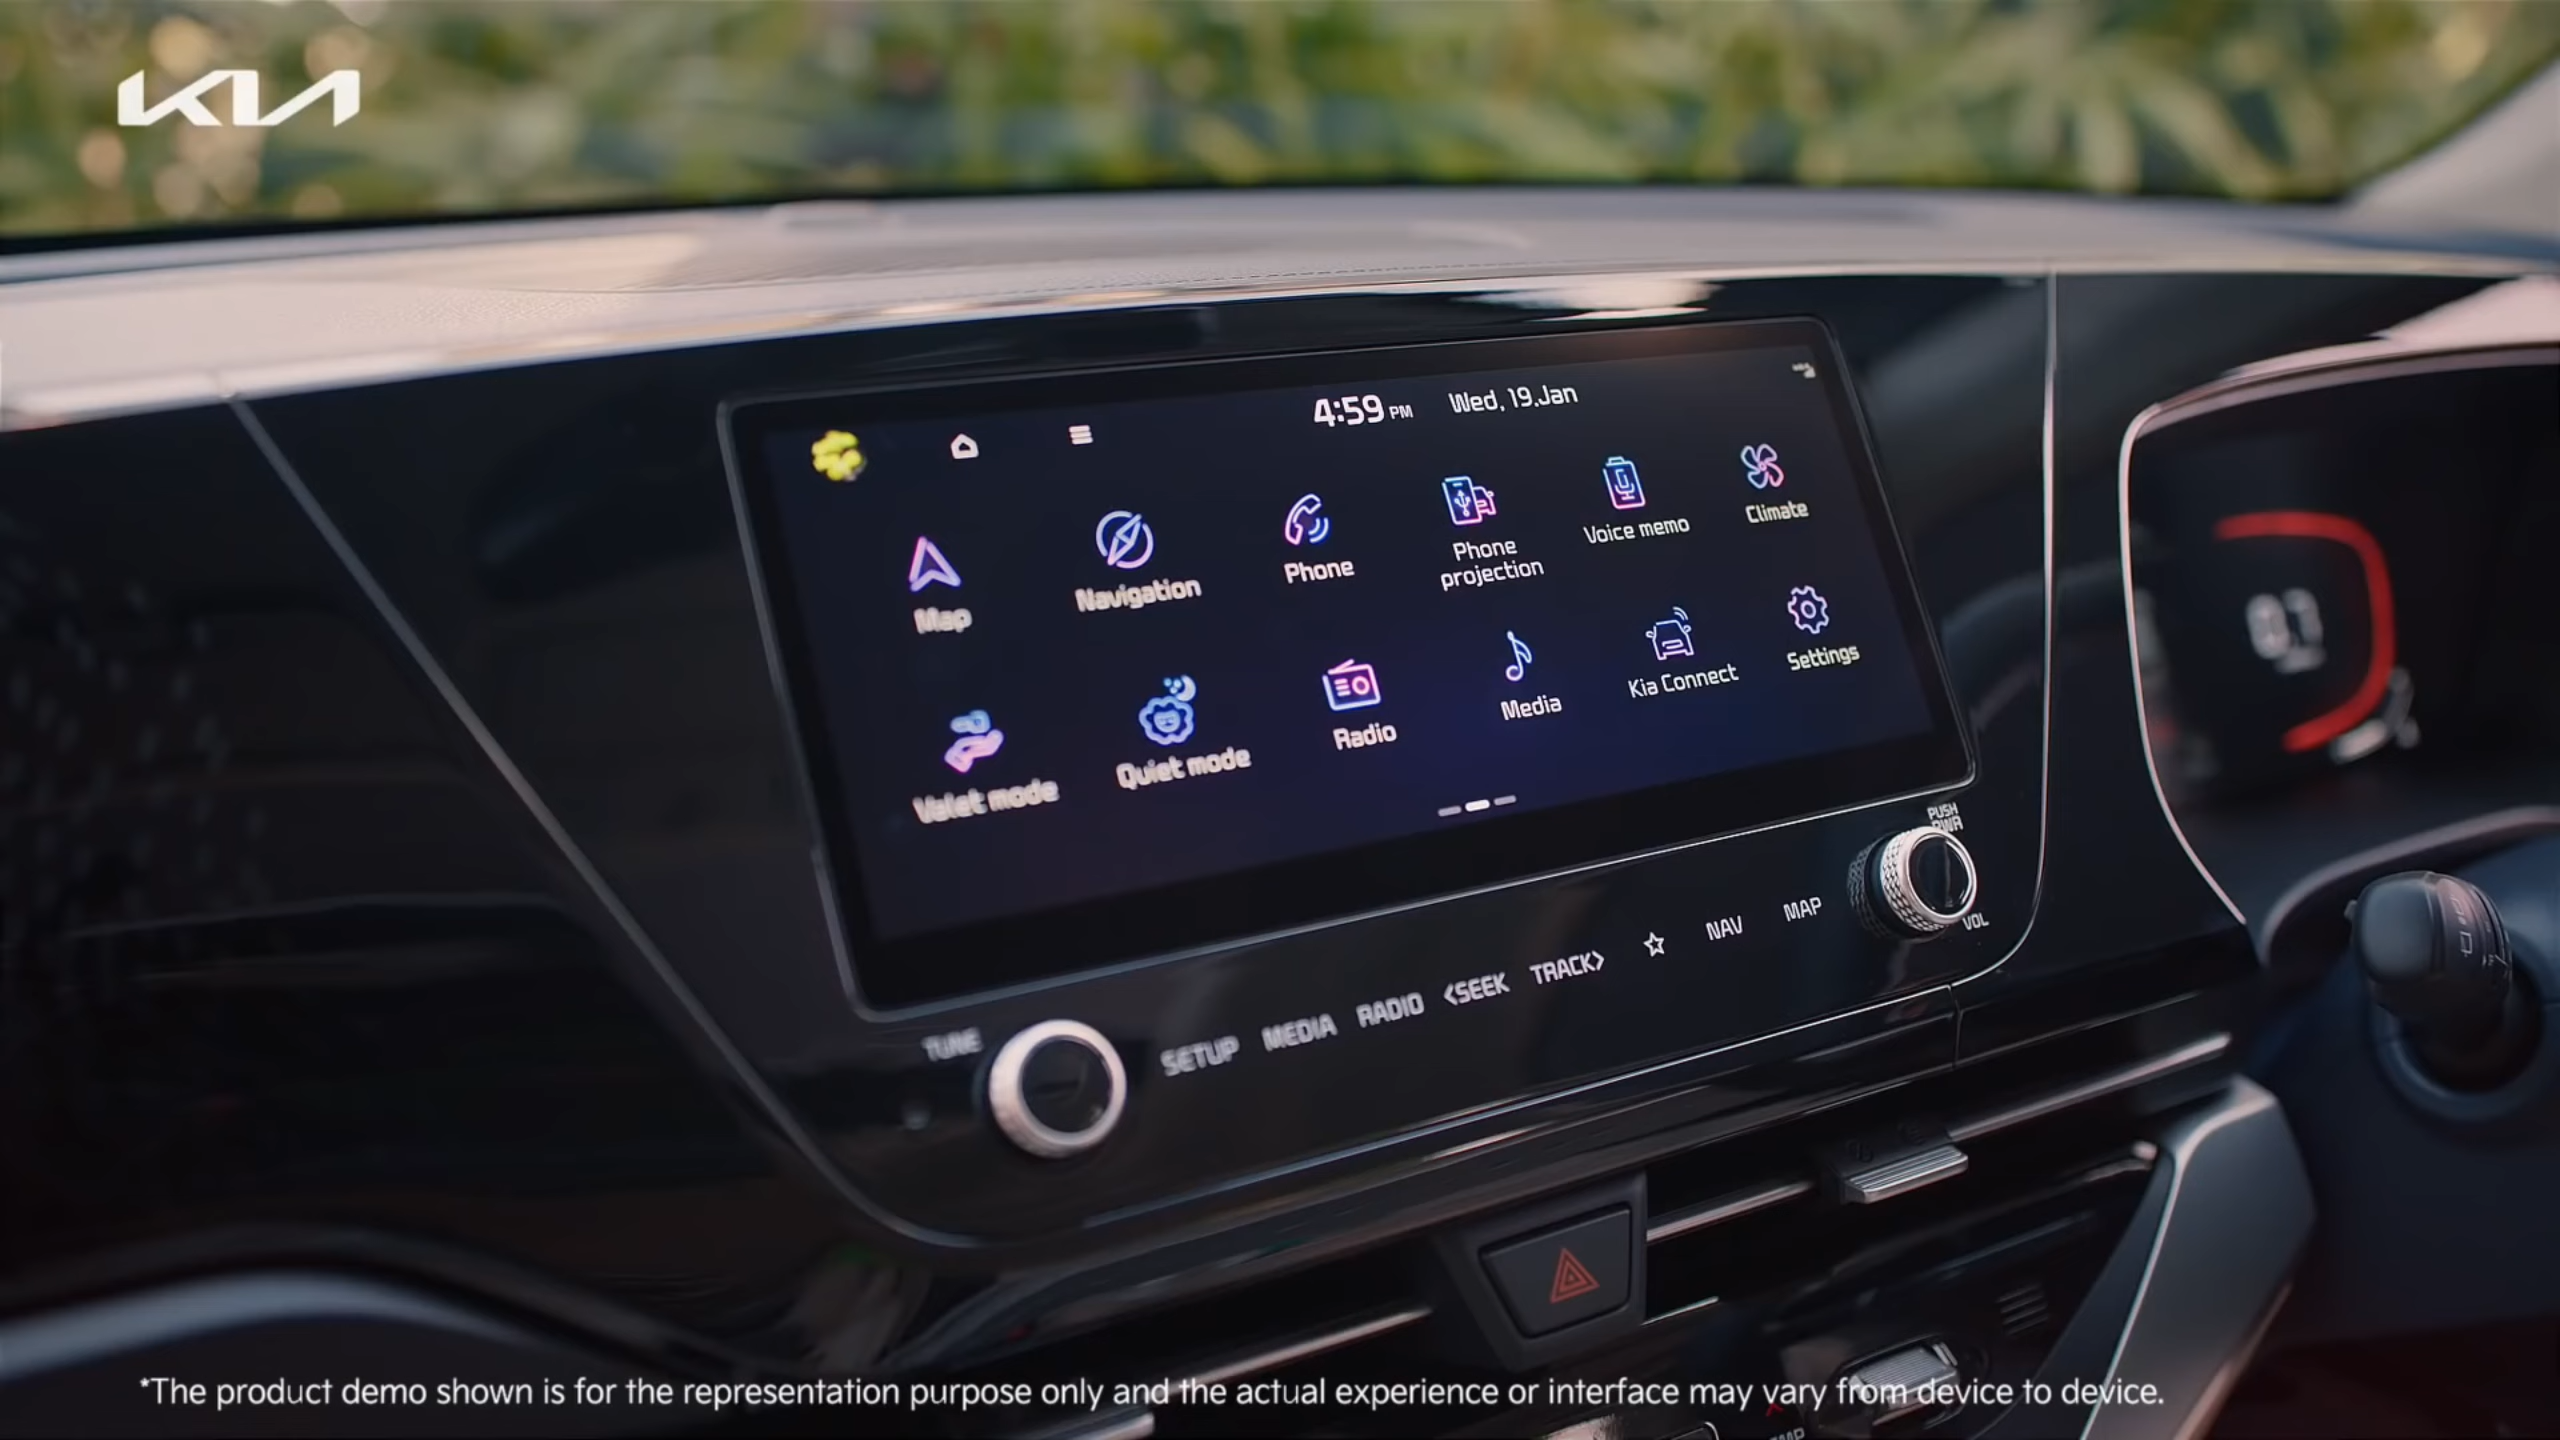 KIA
4:59 PM Wed, 19.Jan
Map
Navigation
Phone
Phone
projection
Voice memo
Climate
Valet mode
Quiet mode
Radio
Media
Kia Connect
Settings
PUSH
PWR
VOL
TUNE
SETUP MEDIA RADIO <SEEK TRACK> ☆ NAV MAP
*The product demo shown is for the representation purpose only and the actual experience or interface may vary from device to device.